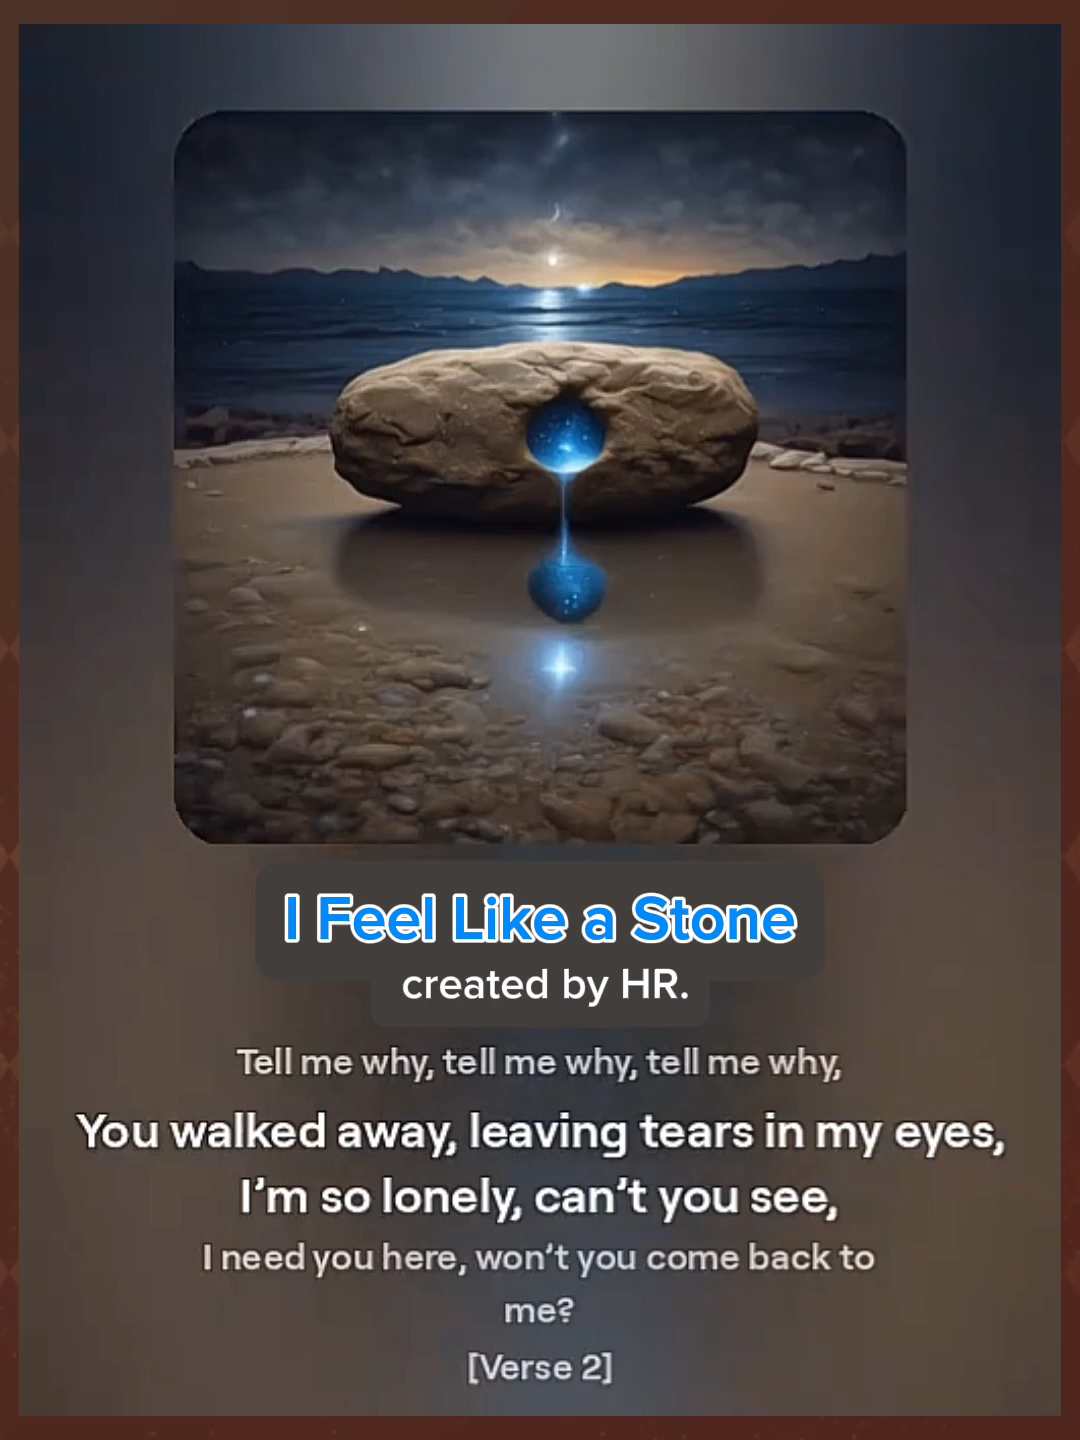 I Feel Like a Stone
created by HR.
Tell me why, tell me why, tell me why,
You walked away, leaving tears in my eyes,
I’m so lonely, can’t you see,
I need you here, won’t you come back to
me?
[Verse 2]